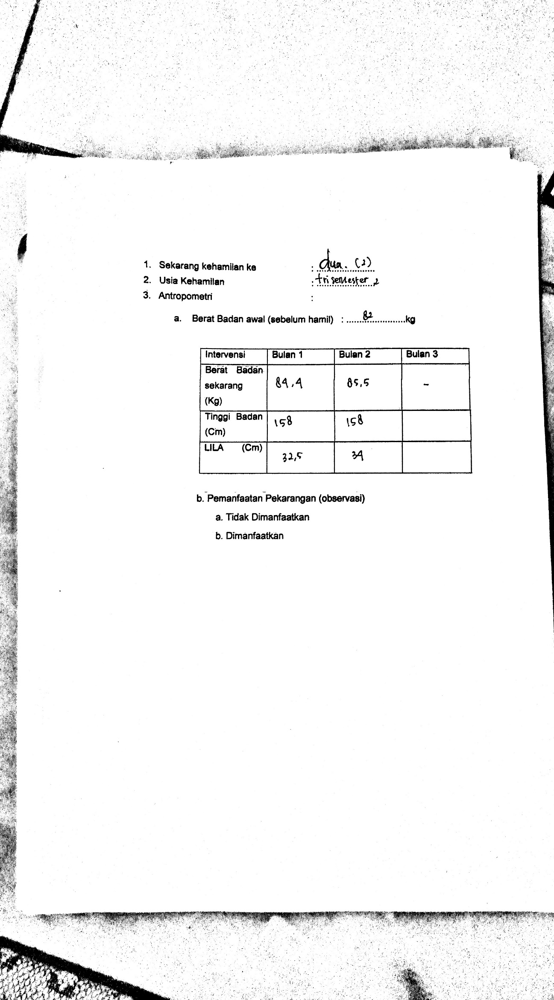 1. Sekarang kehamilan ke : dua. (2)
2. Usia Kehamilan : trisemester 2
3. Antropometri :
a. Berat Badan awal (sebelum hamil) : ........82............kg
Intervensi Bulan 1 Bulan 2 Bulan 3
Berat Badan sekarang (Kg) 84,4 85,5 -
Tinggi Badan (Cm) 158 158
LILA (Cm) 32,5 34
b. Pemanfaatan Pekarangan (observasi)
a. Tidak Dimanfaatkan
b. Dimanfaatkan